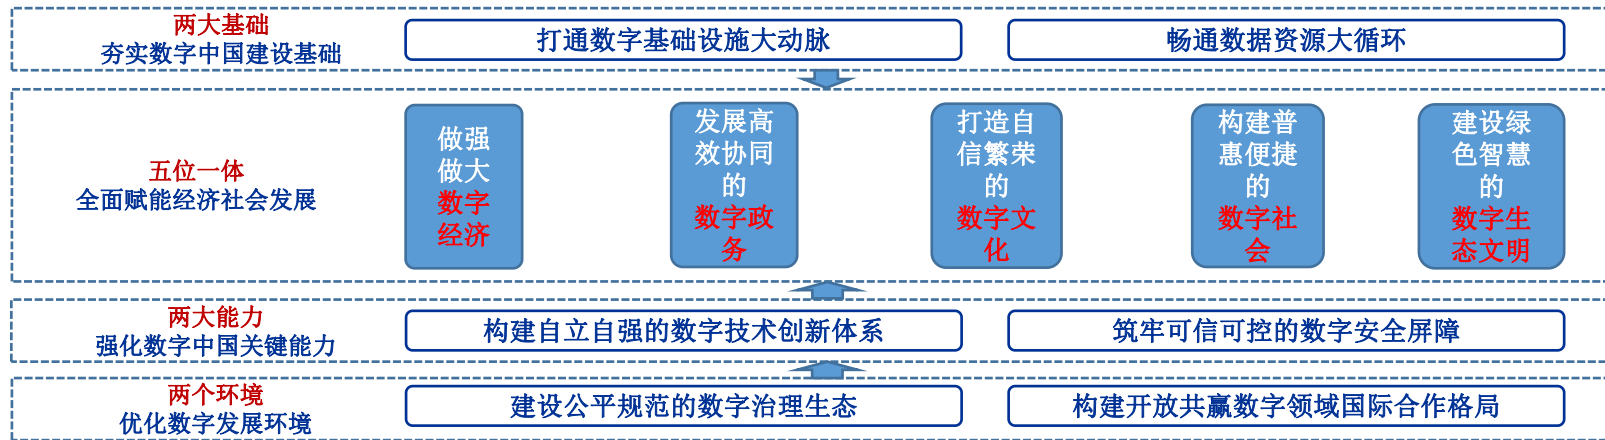 两大基础
夯实数字中国建设基础
打通数字基础设施大动脉
畅通数据资源大循环
五位一体
全面赋能经济社会发展
做强
做大
数字
经济
发展高
效协同
的
数字政
务
打造自
信繁荣
的
数字文
化
构建普
惠便捷
的
数字社
会
建设绿
色智慧
的
数字生
态文明
两大能力
强化数字中国关键能力
构建自立自强的数字技术创新体系
筑牢可信可控的数字安全屏障
两个环境
优化数字发展环境
建设公平规范的数字治理生态
构建开放共赢数字领域国际合作格局